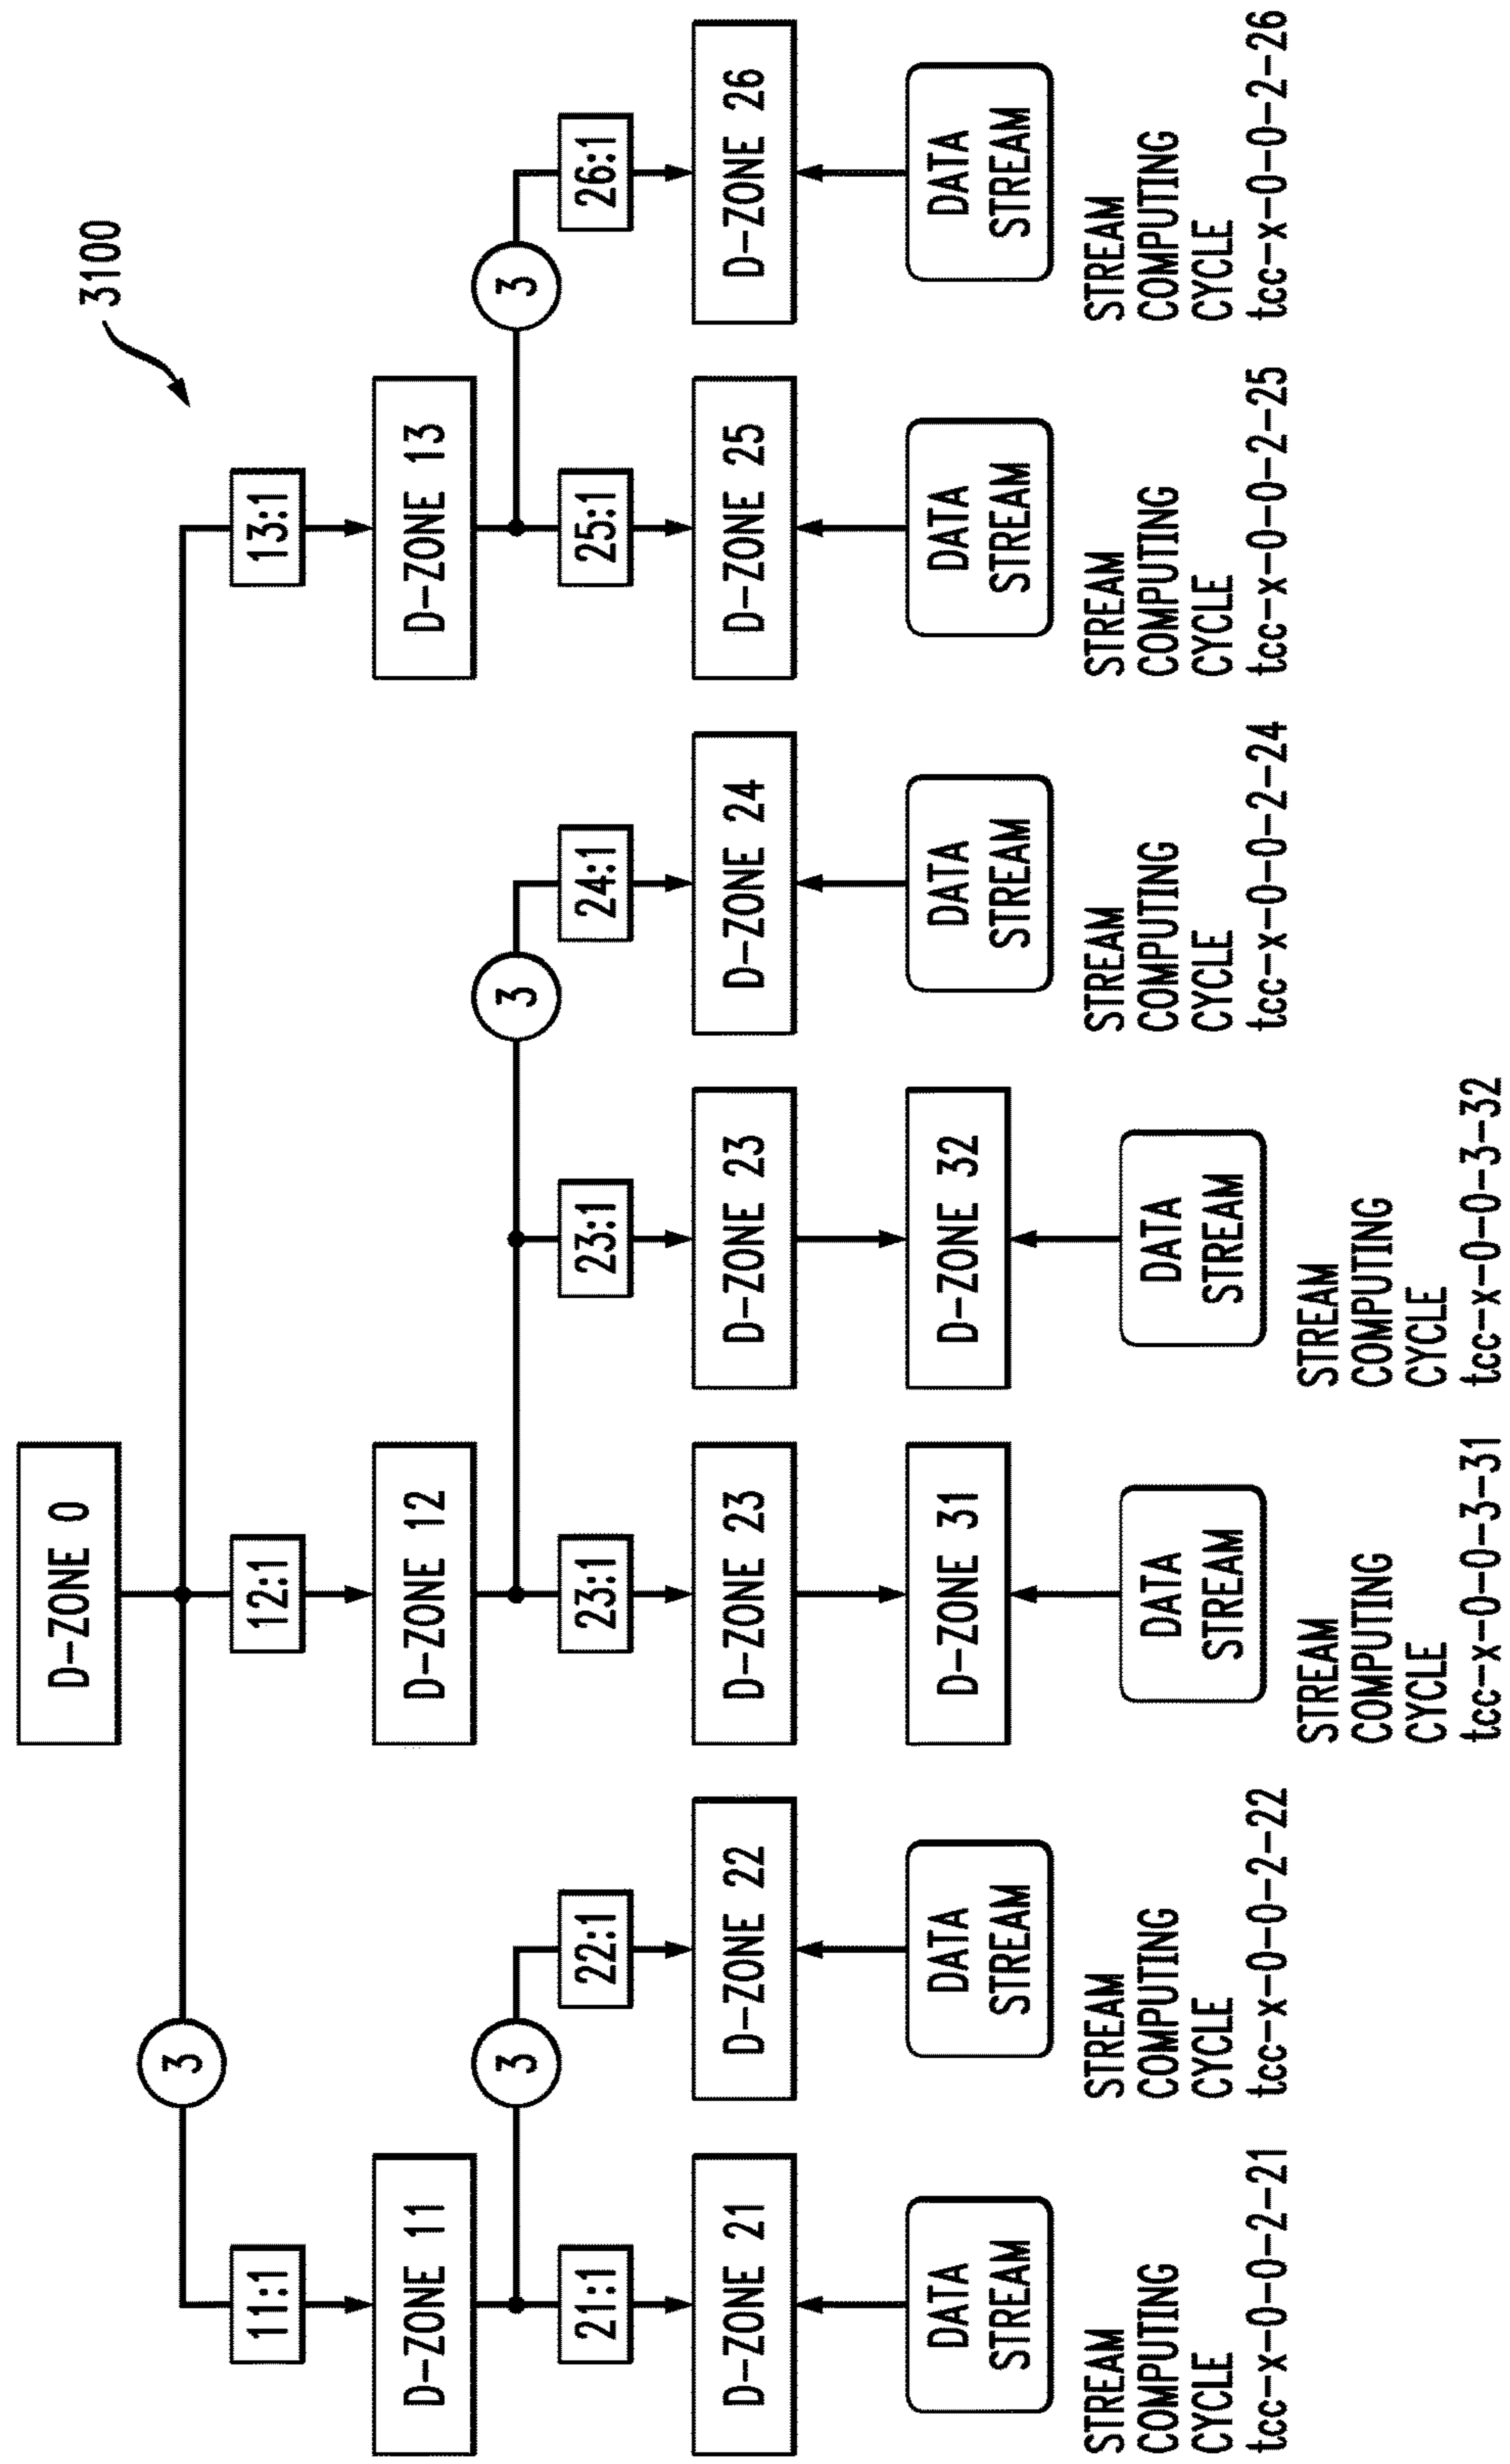 3100
D-ZONE 0
3
11:1
12:1
13:1
D-ZONE 11
D-ZONE 12
D-ZONE 13
3
3
3
21:1
22:1
23:1
23:1
24:1
25:1
26:1
D-ZONE 21
D-ZONE 22
D-ZONE 23
D-ZONE 23
D-ZONE 24
D-ZONE 25
D-ZONE 26
DATA
STREAM
STREAM
COMPUTING
CYCLE
tcc-x-0-0-2-21
DATA
STREAM
STREAM
COMPUTING
CYCLE
tcc-x-0-0-2-22
D-ZONE 31
DATA
STREAM
STREAM
COMPUTING
CYCLE
tcc-x-0-0-3-31
D-ZONE 32
DATA
STREAM
STREAM
COMPUTING
CYCLE
tcc-x-0-0-3-32
DATA
STREAM
STREAM
COMPUTING
CYCLE
tcc-x-0-0-2-24
DATA
STREAM
STREAM
COMPUTING
CYCLE
tcc-x-0-0-2-25
DATA
STREAM
STREAM
COMPUTING
CYCLE
tcc-x-0-0-2-26